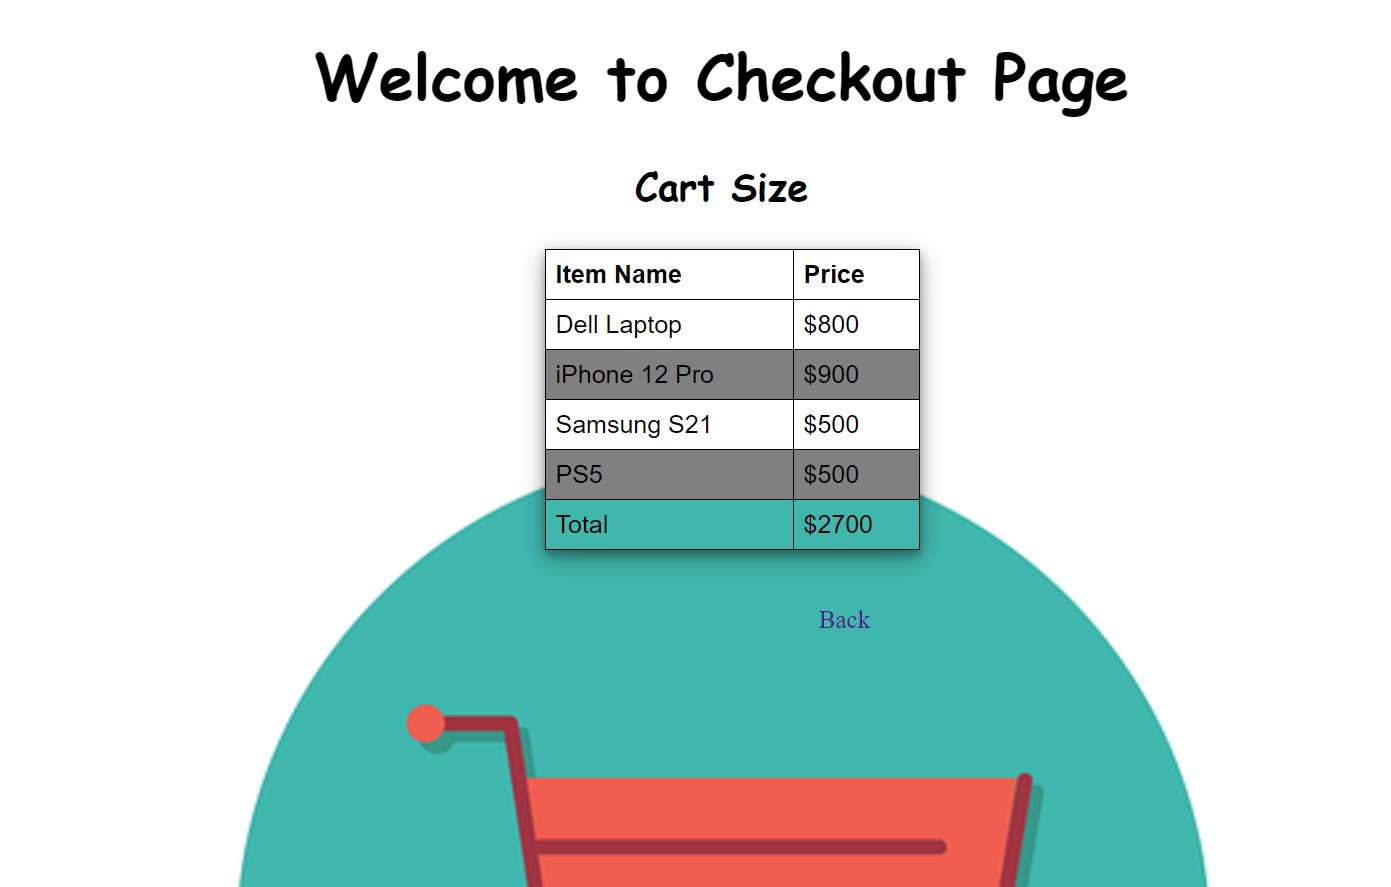 Welcome to Checkout Page
Cart Size
Item Name Price
Dell Laptop $800
iPhone 12 Pro $900
Samsung S21 $500
PS5 $500
Total $2700
Back